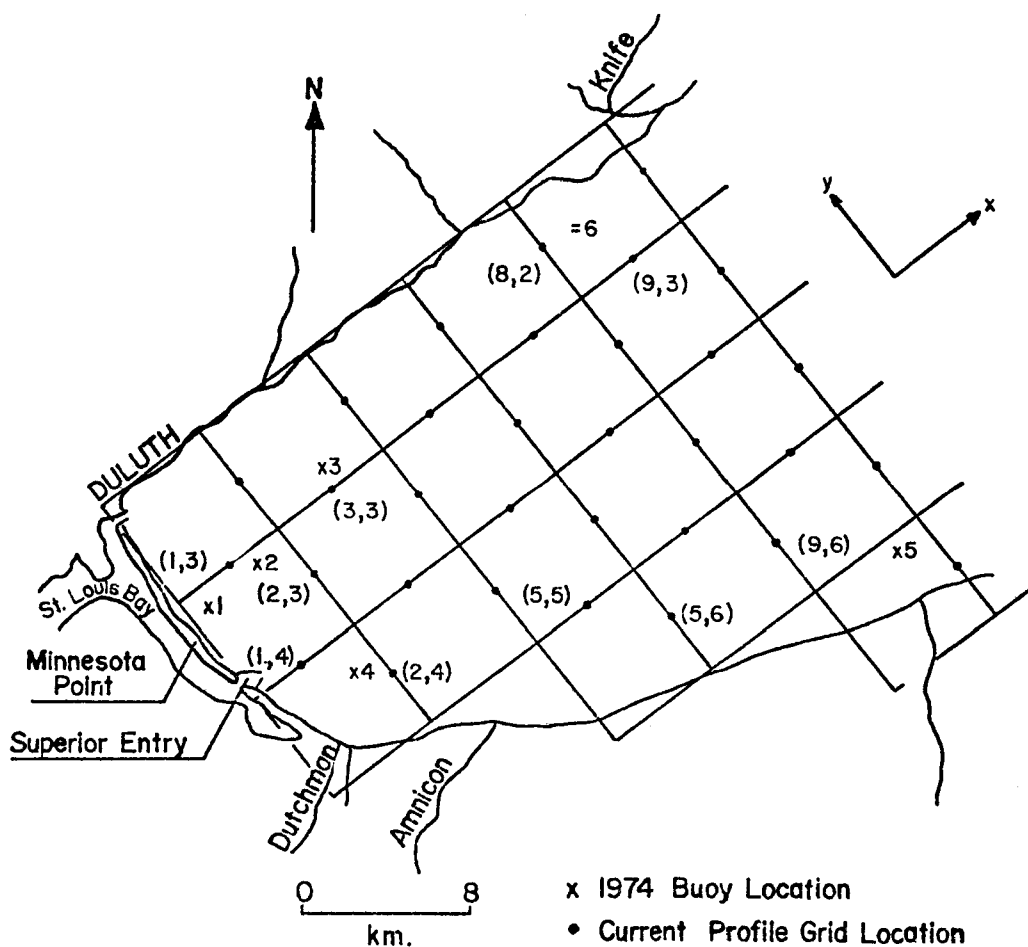 Knife
N
y
x
=6
(8,2)
(9,3)
DULUTH
x3
(3,3)
(1,3)
x2
(9,6)
x5
St. Louis Bay
x1
(2,3)
(5,5)
(5,6)
Minnesota
Point
(1,4)
x4
(2,4)
Superior Entry
Dutchman
Amnicon
0 8
km.
x 1974 Buoy Location
• Current Profile Grid Location